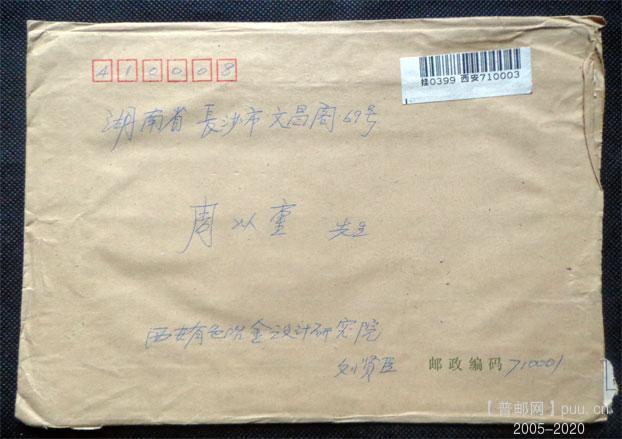 410008
桂0399 西安710003
湖南省长沙市文昌阁69号
周以重 先生
西安有色冶金设计研究院
刘贤臣
邮政编码 710001
【普邮网】puu.cn
2005-2020